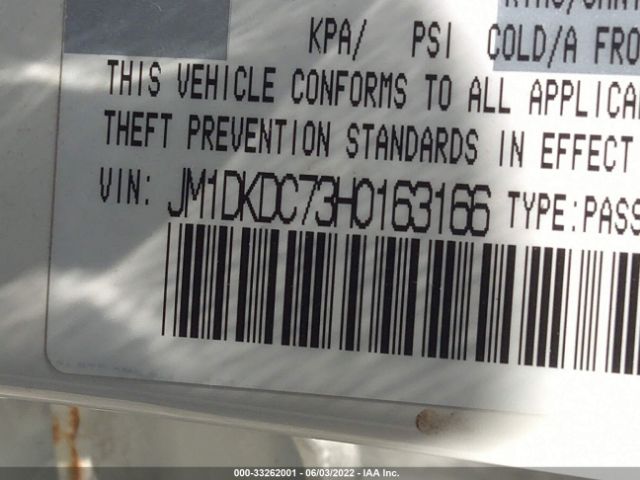 KPA/ PSI COLD/A FRO
THIS VEHICLE CONFORMS TO ALL APPLICA
THEFT PREVENTION STANDARDS IN EFFECT
VIN: JM1DKDC73H0163166 TYPE:PASS
000-33262001 - 06/03/2022 - IAA Inc.